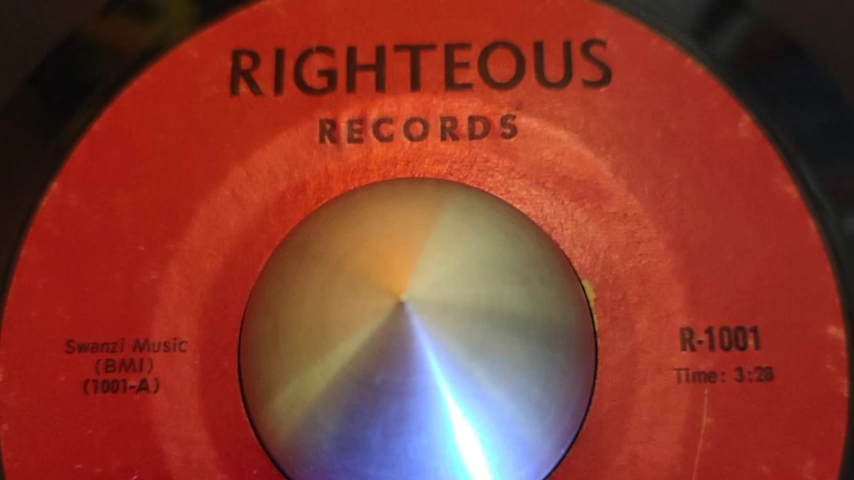 RIGHTEOUS
RECORDS
Swanzi Music
(BMI)
(1001-A)
R-1001
Time: 3:28